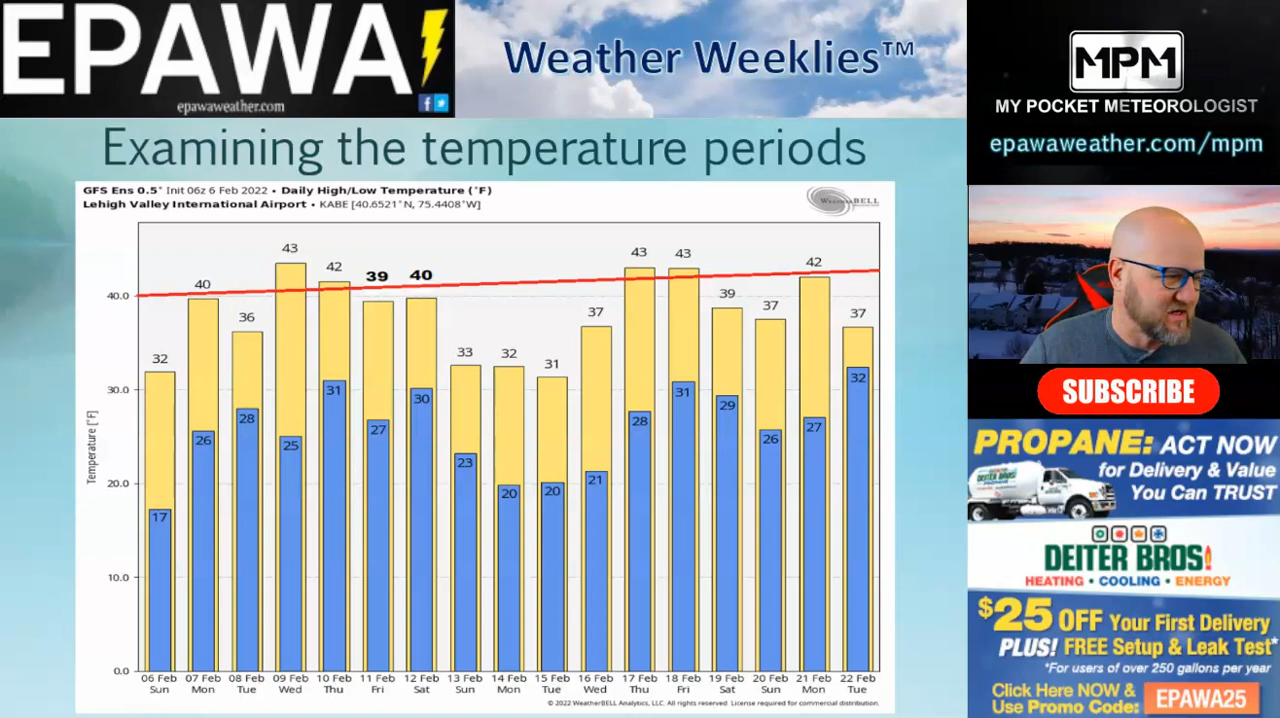 EPAWA
epawaweather.com
Weather Weeklies™
MPM
MY POCKET METEOROLOGIST
epawaweather.com/mpm
Examining the temperature periods
GFS Ens 0.5° Init 06z 6 Feb 2022 • Daily High/Low Temperature (°F)
Lehigh Valley International Airport • KABE [40.6521°N, 75.4408°W]
WeatherBELL
Temperature [°F]
40.0
30.0
20.0
10.0
0.0
32 40 36 43 42 39 40 33 32 31 37 43 43 39 37 42 37
17 26 28 25 31 27 30 23 20 20 21 28 31 29 26 27 32
06 Feb 07 Feb 08 Feb 09 Feb 10 Feb 11 Feb 12 Feb 13 Feb 14 Feb 15 Feb 16 Feb 17 Feb 18 Feb 19 Feb 20 Feb 21 Feb 22 Feb
Sun Mon Tue Wed Thu Fri Sat Sun Mon Tue Wed Thu Fri Sat Sun Mon Tue
© 2022 WeatherBELL Analytics, LLC. All rights reserved. License required for commercial distribution.
SUBSCRIBE
PROPANE: ACT NOW
for Delivery & Value
You Can TRUST
DEITER BROS
DEITER BROS!
HEATING • COOLING • ENERGY
$25 OFF Your First Delivery
PLUS! FREE Setup & Leak Test*
*For users of over 250 gallons per year
Click Here NOW &
Use Promo Code: EPAWA25